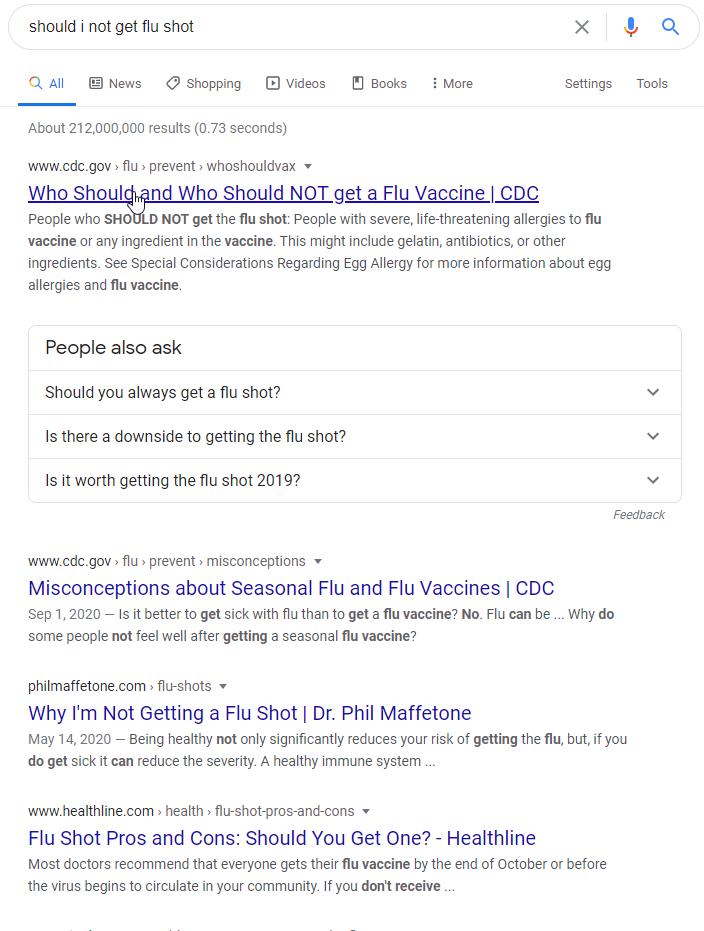 should i not get flu shot
All News Shopping Videos Books More Settings Tools
About 212,000,000 results (0.73 seconds)
www.cdc.gov › flu › prevent › whoshouldvax
Who Should and Who Should NOT get a Flu Vaccine | CDC
People who SHOULD NOT get the flu shot: People with severe, life-threatening allergies to flu
vaccine or any ingredient in the vaccine. This might include gelatin, antibiotics, or other
ingredients. See Special Considerations Regarding Egg Allergy for more information about egg
allergies and flu vaccine.
People also ask
Should you always get a flu shot?
Is there a downside to getting the flu shot?
Is it worth getting the flu shot 2019?
Feedback
www.cdc.gov › flu › prevent › misconceptions
Misconceptions about Seasonal Flu and Flu Vaccines | CDC
Sep 1, 2020 — Is it better to get sick with flu than to get a flu vaccine? No. Flu can be ... Why do
some people not feel well after getting a seasonal flu vaccine?
philmaffetone.com › flu-shots
Why I'm Not Getting a Flu Shot | Dr. Phil Maffetone
May 14, 2020 — Being healthy not only significantly reduces your risk of getting the flu, but, if you
do get sick it can reduce the severity. A healthy immune system ...
www.healthline.com › health › flu-shot-pros-and-cons
Flu Shot Pros and Cons: Should You Get One? - Healthline
Most doctors recommend that everyone gets their flu vaccine by the end of October or before
the virus begins to circulate in your community. If you don't receive ...